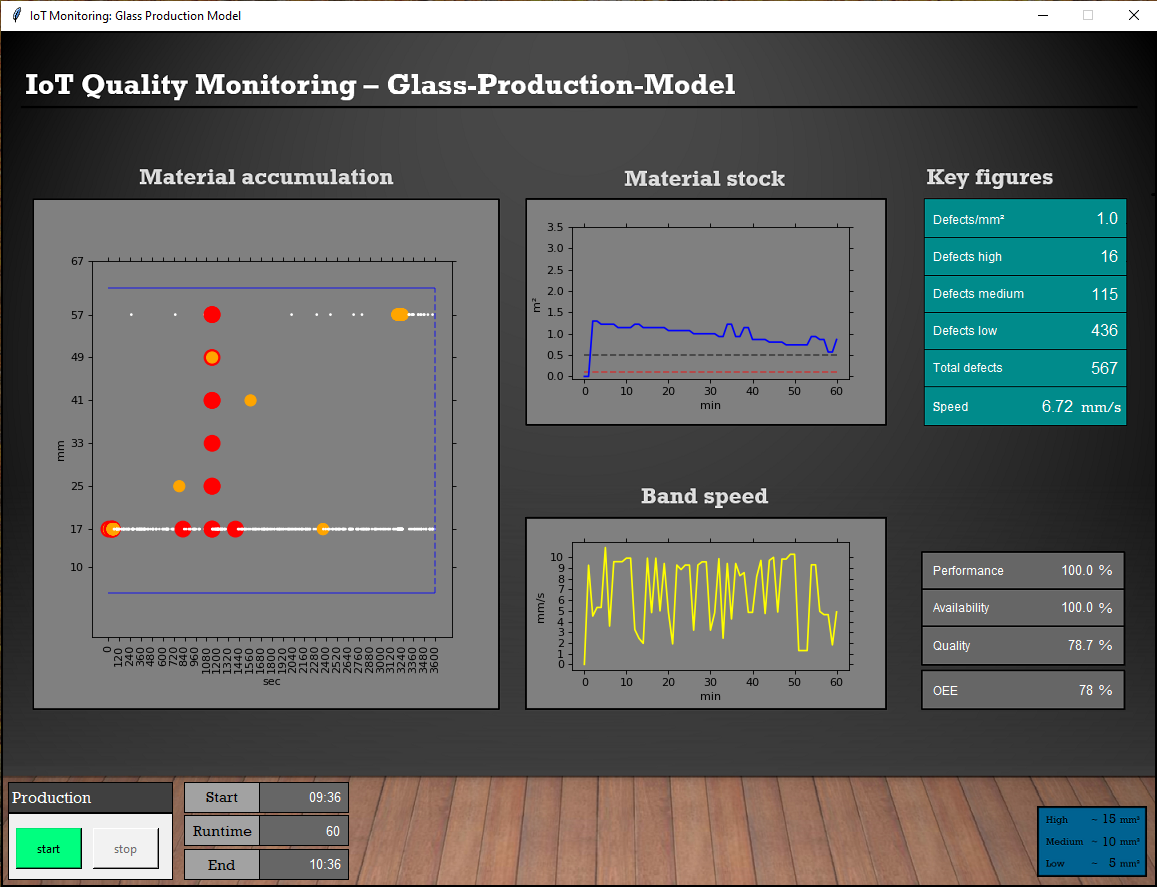 IoT Monitoring: Glass Production Model
IoT Quality Monitoring – Glass-Production-Model
Material accumulation
67
57
49
41
33
25
17
10
mm
0 120 240 360 480 600 720 840 960 1080 1200 1320 1440 1560 1680 1800 1920 2040 2160 2280 2400 2520 2640 2760 2880 3000 3120 3240 3360 3480 3600
sec
Material stock
3.5
3.0
2.5
2.0
1.5
1.0
0.5
0.0
m²
0 10 20 30 40 50 60
min
Band speed
10
9
8
7
6
5
4
3
2
1
0
mm/s
0 10 20 30 40 50 60
min
Key figures
Defects/mm² 1.0
Defects high 16
Defects medium 115
Defects low 436
Total defects 567
Speed 6.72 mm/s
Performance 100.0 %
Availability 100.0 %
Quality 78.7 %
OEE 78 %
Production
start stop
Start 09:36
Runtime 60
End 10:36
High ~ 15 mm²
Medium ~ 10 mm²
Low ~ 5 mm²